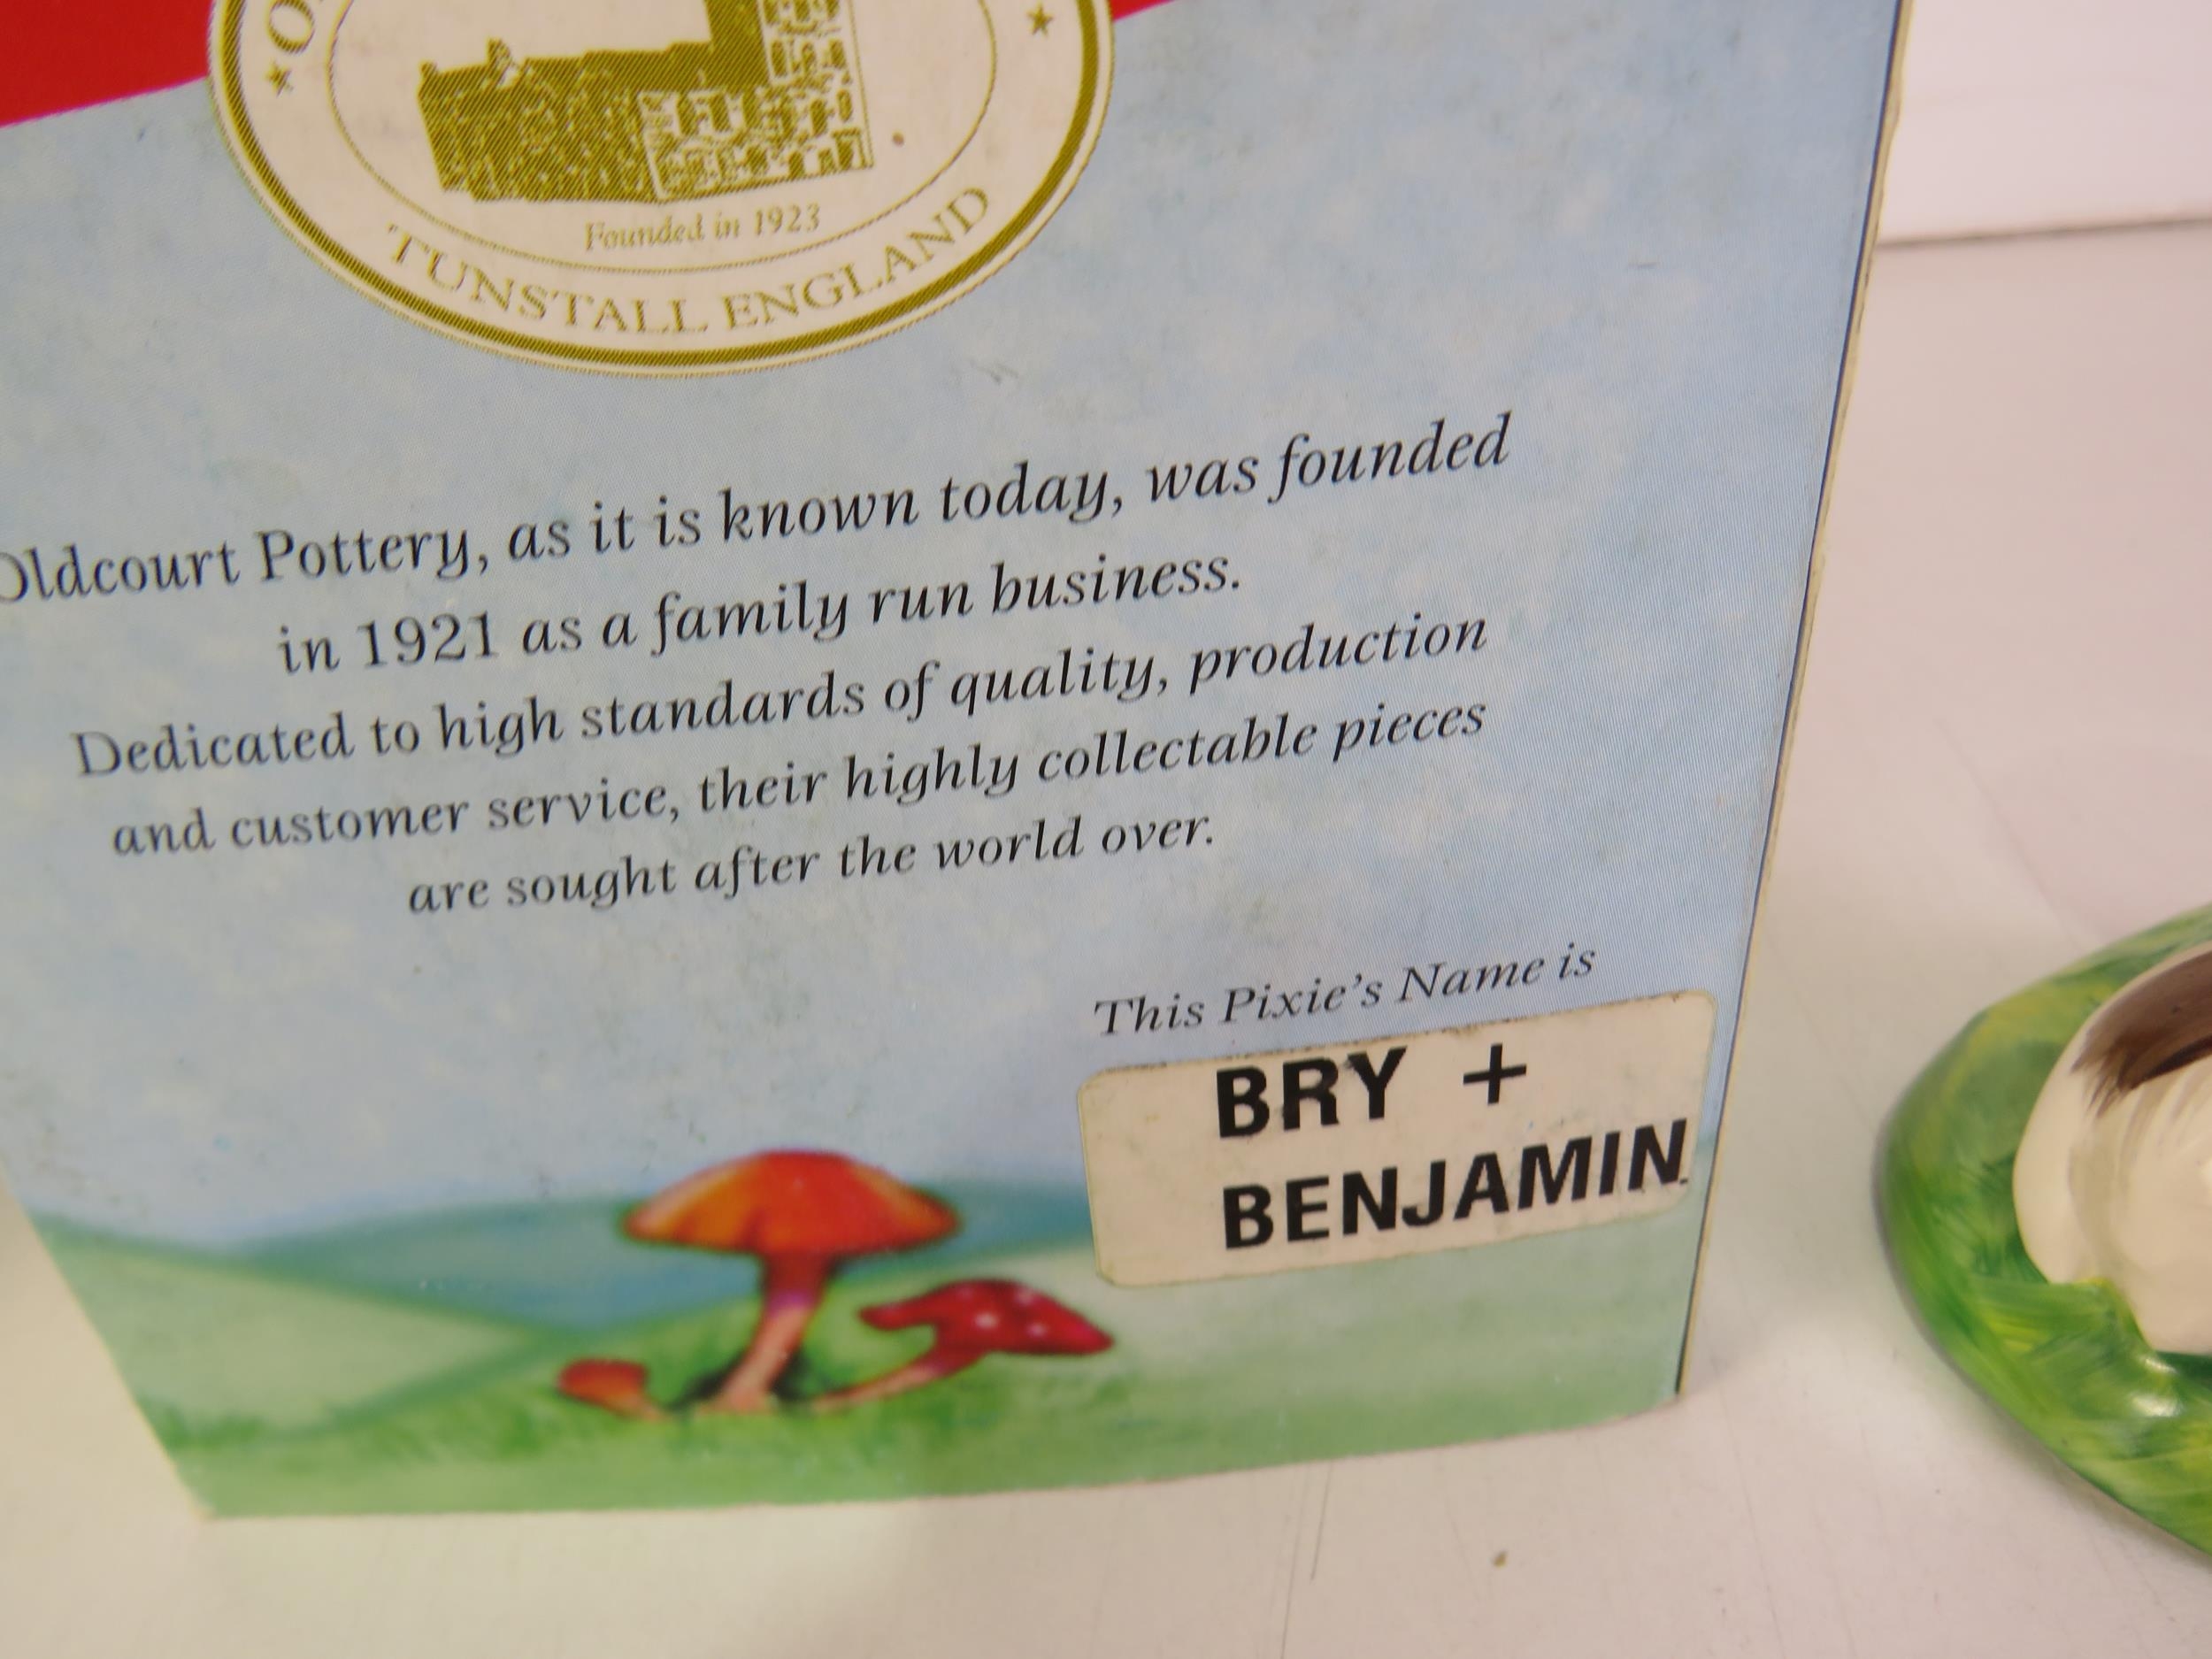 Founded in 1923
TUNSTALL ENGLAND
Oldcourt Pottery, as it is known today, was founded
in 1921 as a family run business.
Dedicated to high standards of quality, production
and customer service, their highly collectable pieces
are sought after the world over.
This Pixie's Name is
BRY +
BENJAMIN